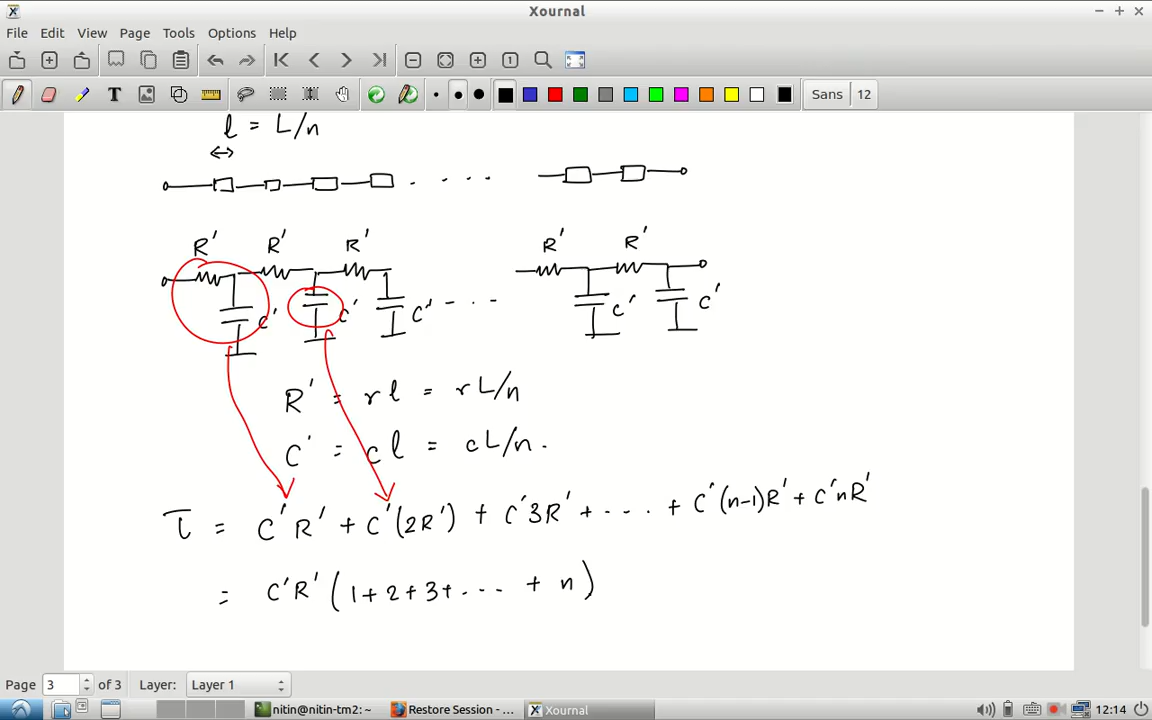 Xournal
File Edit View Page Tools Options Help
Sans 12
l = L/n
R' R' R' R' R'
C' C' C' C' C'
R' = rl = rL/n
C' = cl = cL/n.
τ = C'R' + C'(2R') + C'3R' + .... + C'(n-1)R' + C'nR'
= C'R' (1+2+3+.... + n)
Page 3 of 3 Layer: Layer 1
nitin@nitin-tm2: ~ Restore Session - ... Xournal 12:14